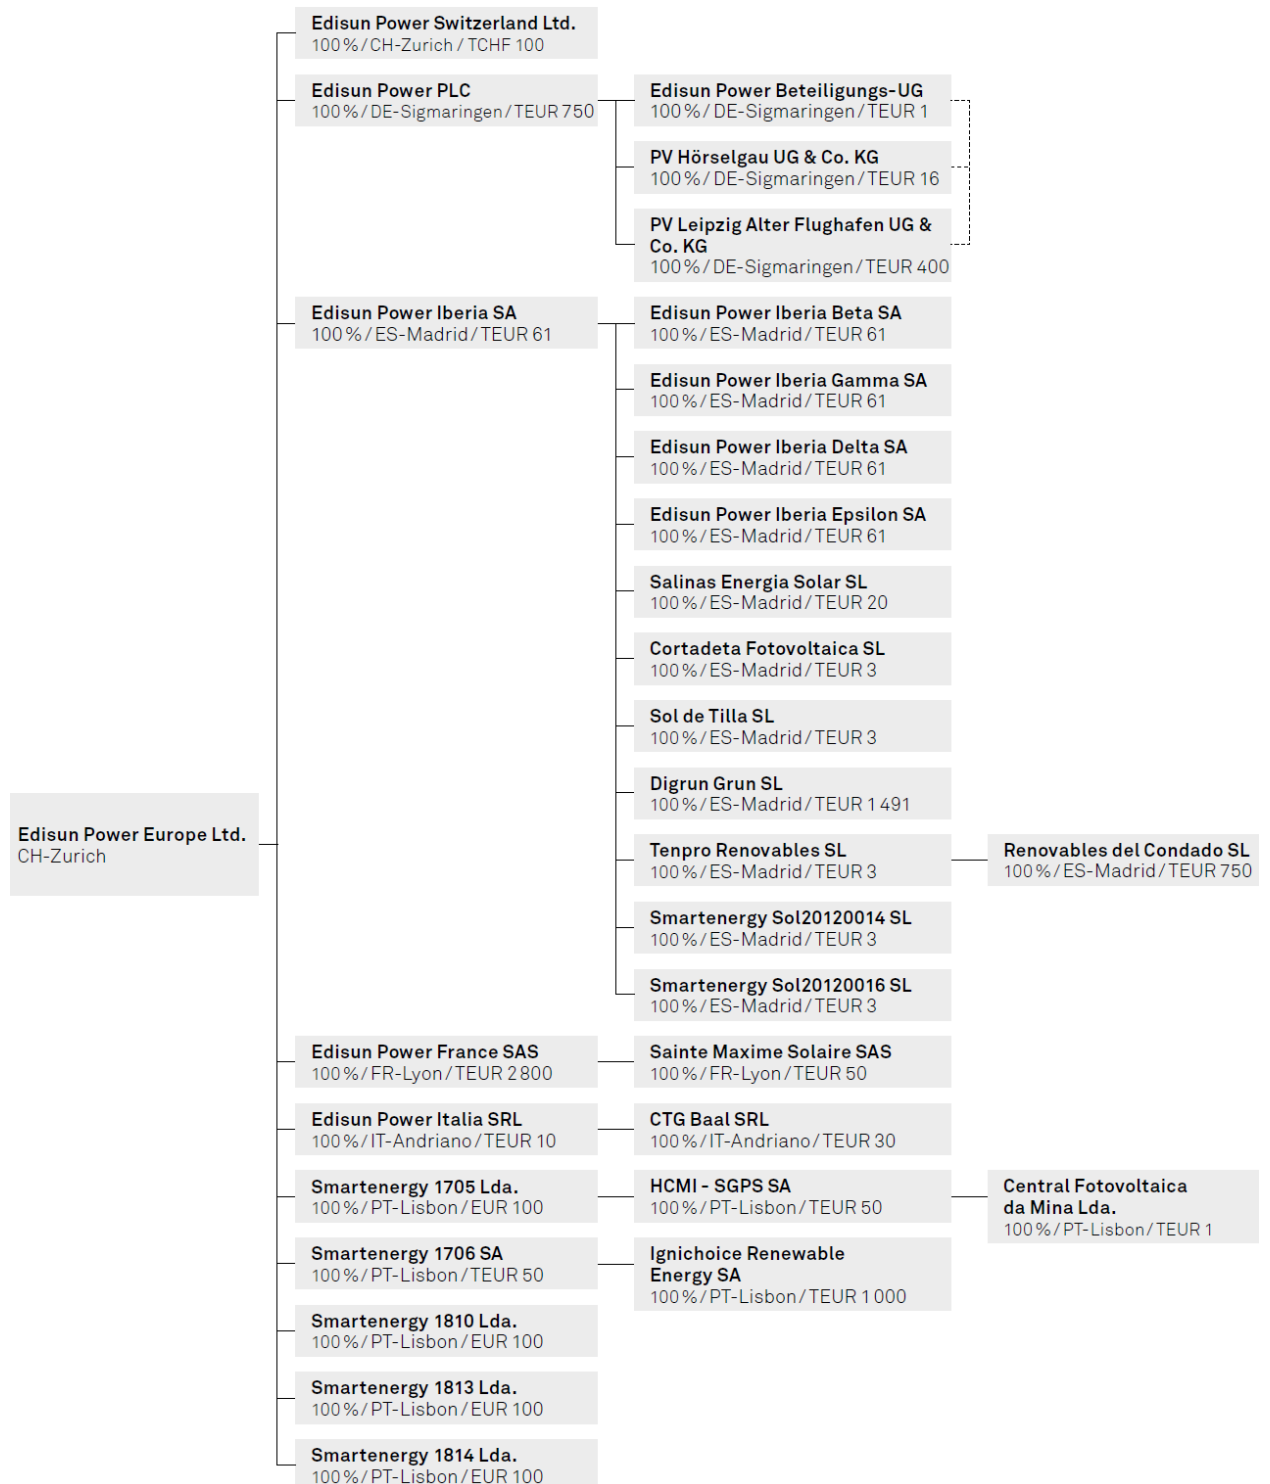 Edisun Power Switzerland Ltd.
100%/CH-Zurich / TCHF 100
Edisun Power PLC
100%/DE-Sigmaringen/TEUR 750
Edisun Power Beteiligungs-UG
100%/DE-Sigmaringen/TEUR 1
PV Hörselgau UG & Co. KG
100%/DE-Sigmaringen/TEUR 16
PV Leipzig Alter Flughafen UG &
Co. KG
100%/DE-Sigmaringen/TEUR 400
Edisun Power Iberia SA
100%/ES-Madrid/TEUR 61
Edisun Power Iberia Beta SA
100%/ES-Madrid/TEUR 61
Edisun Power Iberia Gamma SA
100%/ES-Madrid/TEUR 61
Edisun Power Iberia Delta SA
100%/ES-Madrid/TEUR 61
Edisun Power Iberia Epsilon SA
100%/ES-Madrid/TEUR 61
Salinas Energia Solar SL
100%/ES-Madrid/TEUR 20
Cortadeta Fotovoltaica SL
100%/ES-Madrid/TEUR 3
Sol de Tilla SL
100%/ES-Madrid/TEUR 3
Digrun Grun SL
100%/ES-Madrid/TEUR 1 491
Edisun Power Europe Ltd.
CH-Zurich
Tenpro Renovables SL
100%/ES-Madrid/TEUR 3
Renovables del Condado SL
100%/ES-Madrid/TEUR 750
Smartenergy Sol20120014 SL
100%/ES-Madrid/TEUR 3
Smartenergy Sol20120016 SL
100%/ES-Madrid/TEUR 3
Edisun Power France SAS
100%/FR-Lyon/TEUR 2 800
Sainte Maxime Solaire SAS
100%/FR-Lyon/TEUR 50
Edisun Power Italia SRL
100%/IT-Andriano/TEUR 10
CTG Baal SRL
100%/IT-Andriano/TEUR 30
Smartenergy 1705 Lda.
100%/PT-Lisbon/EUR 100
HCMI - SGPS SA
100%/PT-Lisbon/TEUR 50
Central Fotovoltaica
da Mina Lda.
100%/PT-Lisbon/TEUR 1
Smartenergy 1706 SA
100%/PT-Lisbon/TEUR 50
Ignichoice Renewable
Energy SA
100%/PT-Lisbon/TEUR 1 000
Smartenergy 1810 Lda.
100%/PT-Lisbon/EUR 100
Smartenergy 1813 Lda.
100%/PT-Lisbon/EUR 100
Smartenergy 1814 Lda.
100%/PT-Lisbon/EUR 100